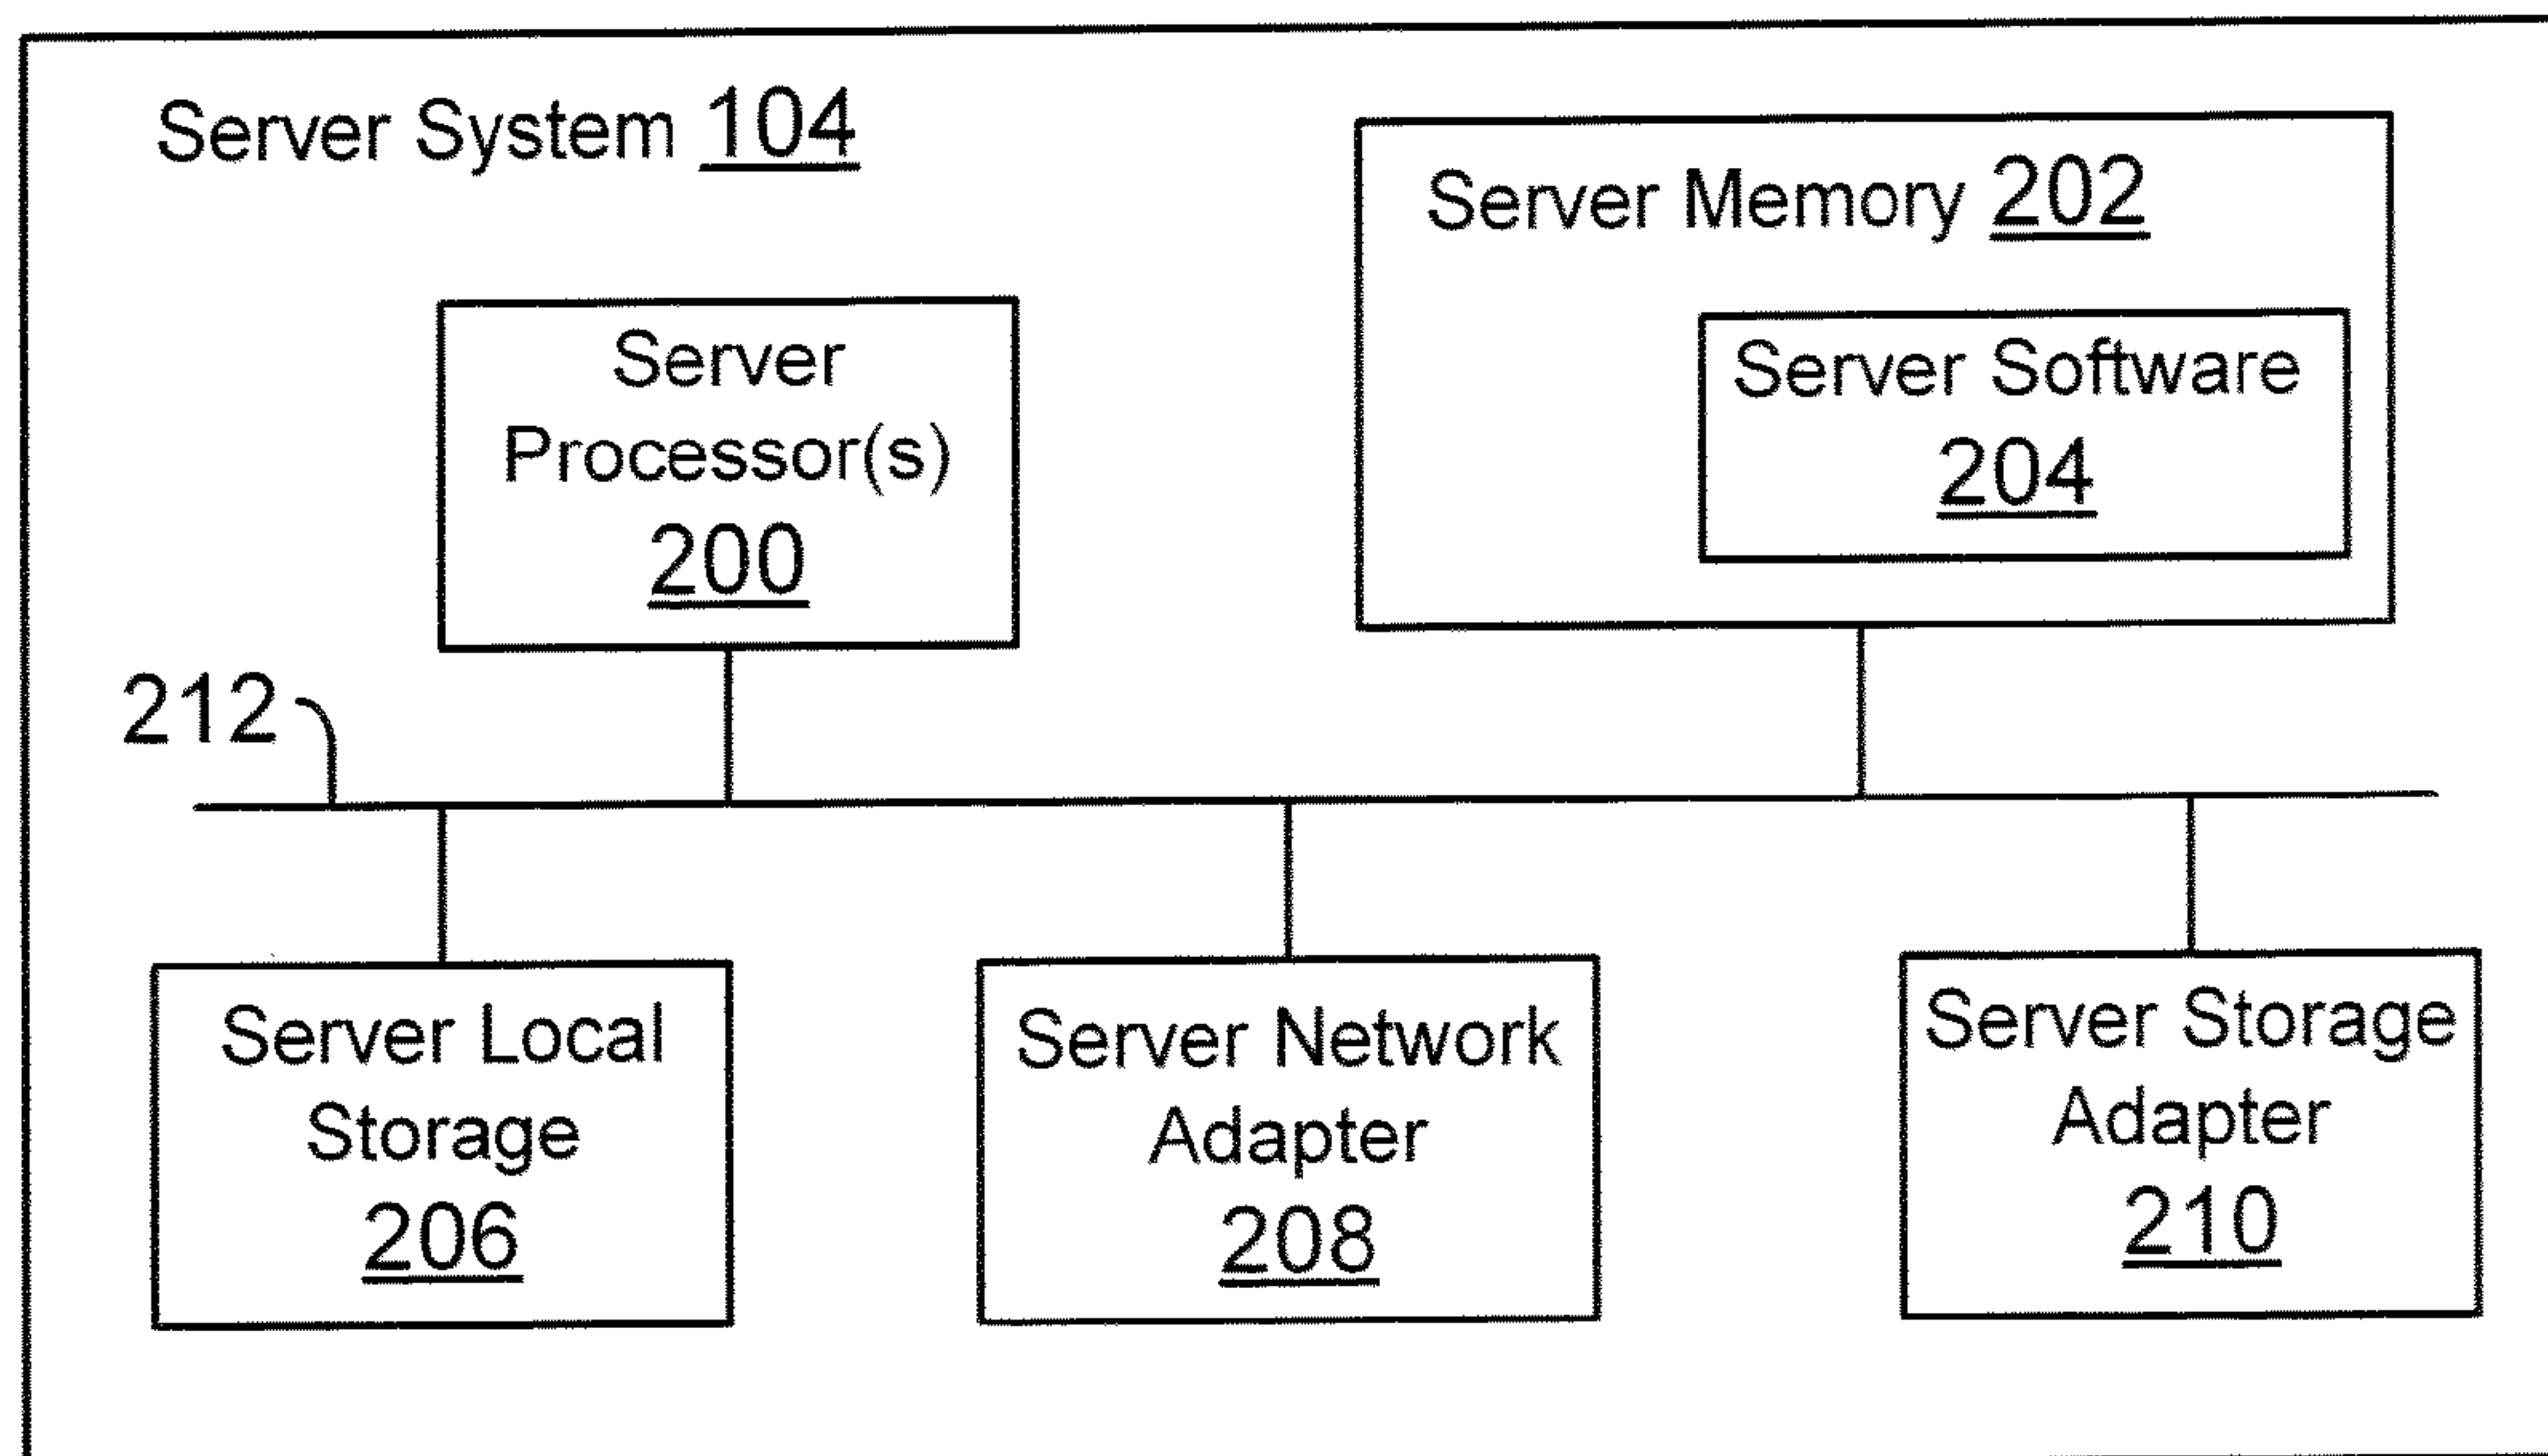 Server System 104
Server Memory 202
Server Software
204
Server
Processor(s)
200
212
Server Local
Storage
206
Server Network
Adapter
208
Server Storage
Adapter
210